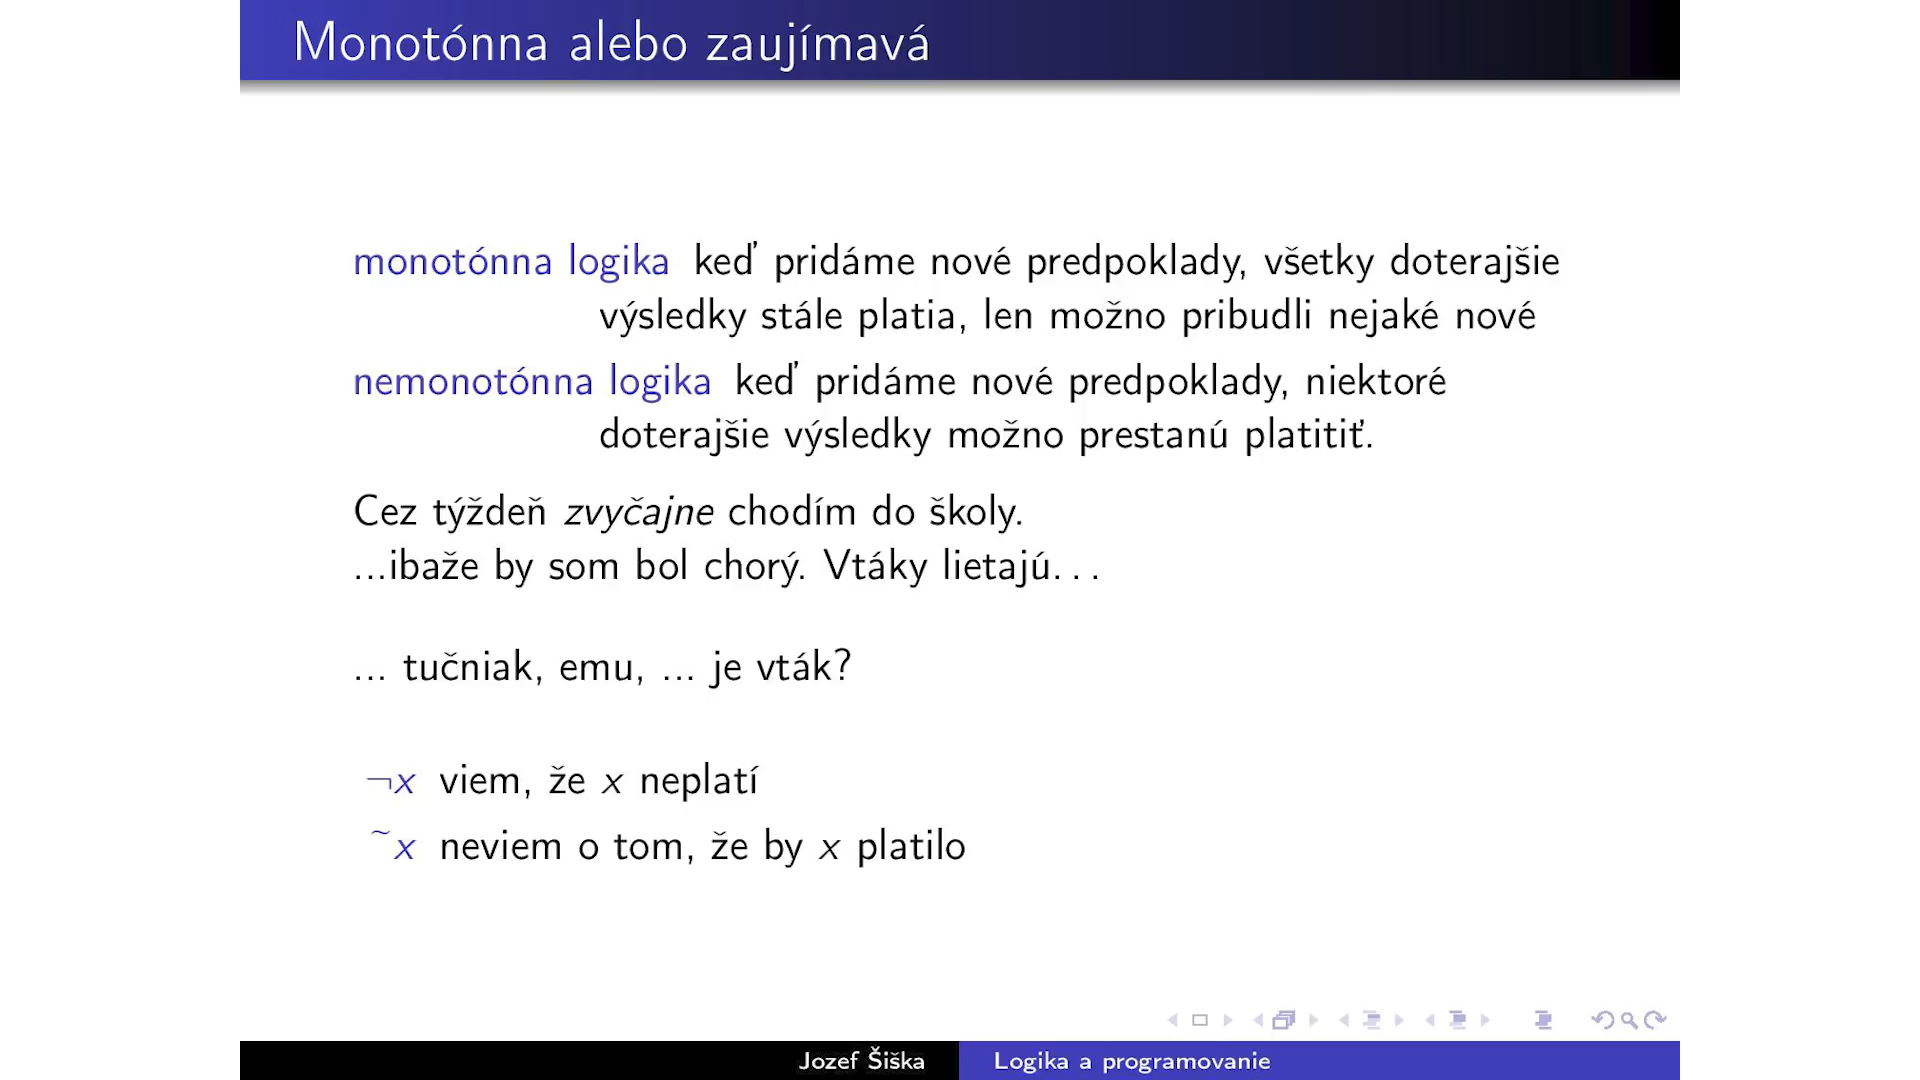 Monotónna alebo zaujímavá
monotónna logika keď pridáme nové predpoklady, všetky doterajšie
výsledky stále platia, len možno pribudli nejaké nové
nemonotónna logika keď pridáme nové predpoklady, niektoré
doterajšie výsledky možno prestanú platitiť.
Cez týždeň zvyčajne chodím do školy.
...ibaže by som bol chorý. Vtáky lietajú...
... tučniak, emu, ... je vták?
¬x viem, že x neplatí
~x neviem o tom, že by x platilo
Jozef Šiška Logika a programovanie